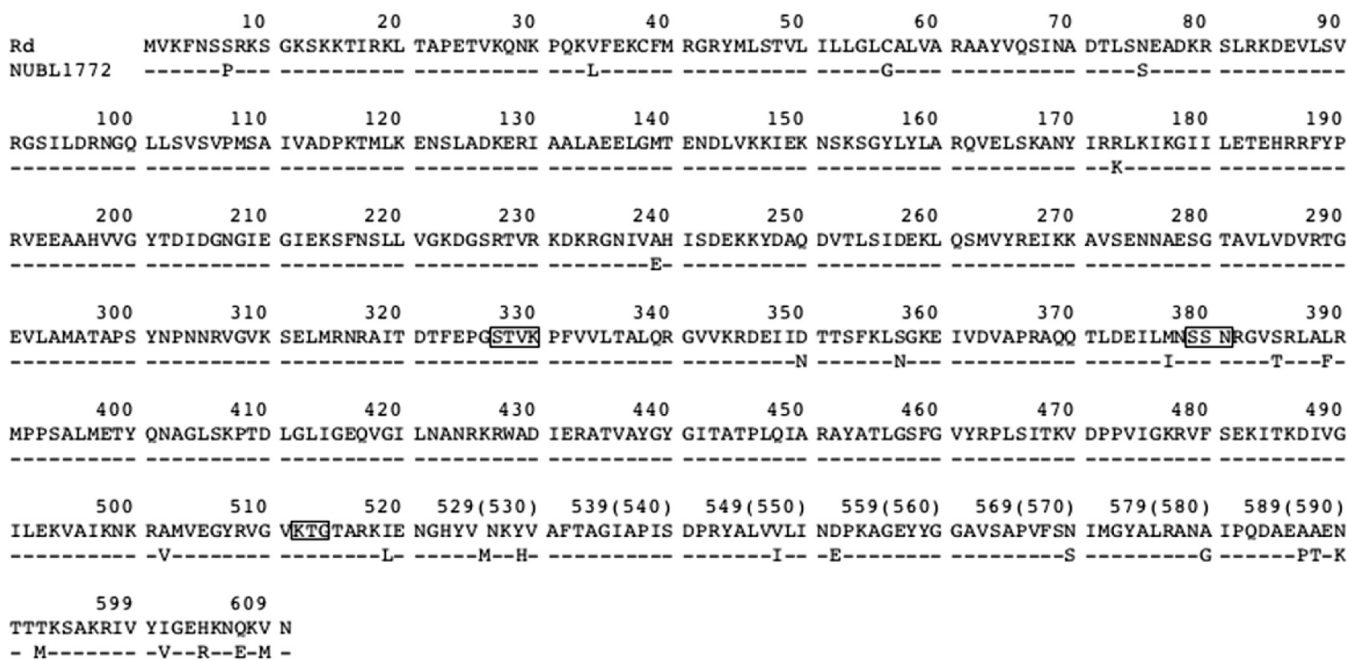 10 20 30 40 50 60 70 80 90
Rd MVKFNSSRKS GKSKKTIRKL TAPETVKQNK PQKVFEKCFM RGRYMLSTVL ILLGLCALVA RAAYVQSINA DTLSNEADKR SLRKDEVLSV
NUBL1772 ------P--- ---------- ---------- ---L------ ---------- -----G---- ---------- ----S----- ----------
100 110 120 130 140 150 160 170 180 190
RGSILDRNGQ LLSVSVPMSA IVADPKTMLK ENSLADKERI AALAEELGMT ENDLVKKIEK NSKSGYLYLA RQVELSKANY IRRLKIKGII LETEHRRFYP
---------- ---------- ---------- ---------- ---------- ---------- ---------- ---------- --K------- ----------
200 210 220 230 240 250 260 270 280 290
RVEEAAHVVG YTDIDGNGIE GIEKSFNSLL VGKDGSRTVR KDKRGNIVAH ISDEKKYDAQ DVTLSIDEKL QSMVYREIKK AVSENNAESG TAVLVDVRTG
---------- ---------- ---------- ---------- --------E- ---------- ---------- ---------- ---------- ----------
300 310 320 330 340 350 360 370 380 390
EVLAMATAPS YNPNNRVGVK SELMRNRAIT DTFEPGSTVK PFVVLTALQR GVVKRDEIID TTSFKLSGKE IVDVAPRAQQ TLDEILMNSS NRGVSRLALR
---------- ---------- ---------- ---------- ---------- ---------N ------N--- ---------- ------I--- ----T---F-
400 410 420 430 440 450 460 470 480 490
MPPSALMETY QNAGLSKPTD LGLIGEQVGI LNANRKRWAD IERATVAYGY GITATPLQIA RAYATLGSFG VYRPLSITKV DPPVIGKRVF SEKITKDIVG
---------- ---------- ---------- ---------- ---------- ---------- ---------- ---------- ---------- ----------
500 510 520 529(530) 539(540) 549(550) 559(560) 569(570) 579(580) 589(590)
ILEKVAIKNK RAMVEGYRVG VKTGTARKIE NGHYV NKYVA AFTAGIAPIS DPRYALVVLI NDPKAGEYYGG AVSAPVFSN IMGYALRANA IPQDAEAAEN
---------- -V-------- --------L- -----M--H- ---------- -------I-- -E-------- ---------S ---------G ------PT-K
599 609
TTTKSAKRIV YIGEHKNQKV N
- M------- -V--R--E-M -